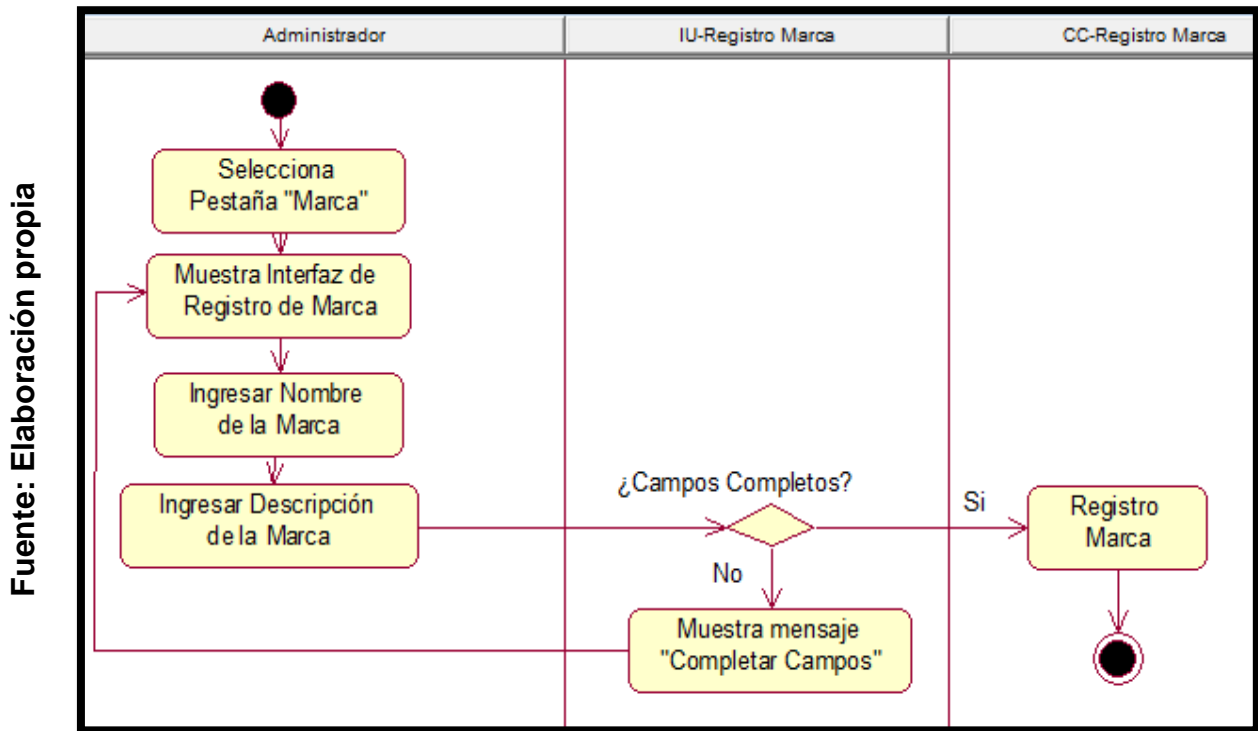 Administrador
IU-Registro Marca
CC-Registro Marca
Selecciona
Pestaña "Marca"
Muestra Interfaz de
Registro de Marca
Ingresar Nombre
de la Marca
Ingresar Descripción
de la Marca
¿Campos Completos?
Si
No
Registro
Marca
Muestra mensaje
"Completar Campos"
Fuente: Elaboración propia